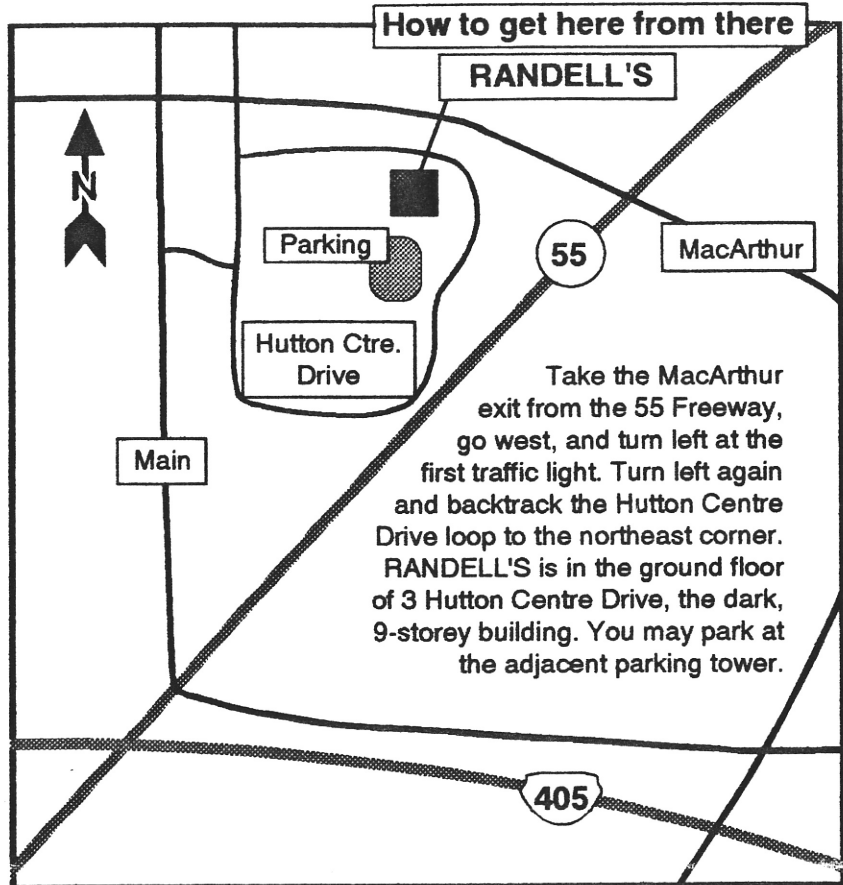 How to get here from there
RANDELL'S
N
Parking
55
MacArthur
Hutton Ctre.
Drive
Main
Take the MacArthur
exit from the 55 Freeway,
go west, and turn left at the
first traffic light. Turn left again
and backtrack the Hutton Centre
Drive loop to the northeast corner.
RANDELL'S is in the ground floor
of 3 Hutton Centre Drive, the dark,
9-storey building. You may park at
the adjacent parking tower.
405